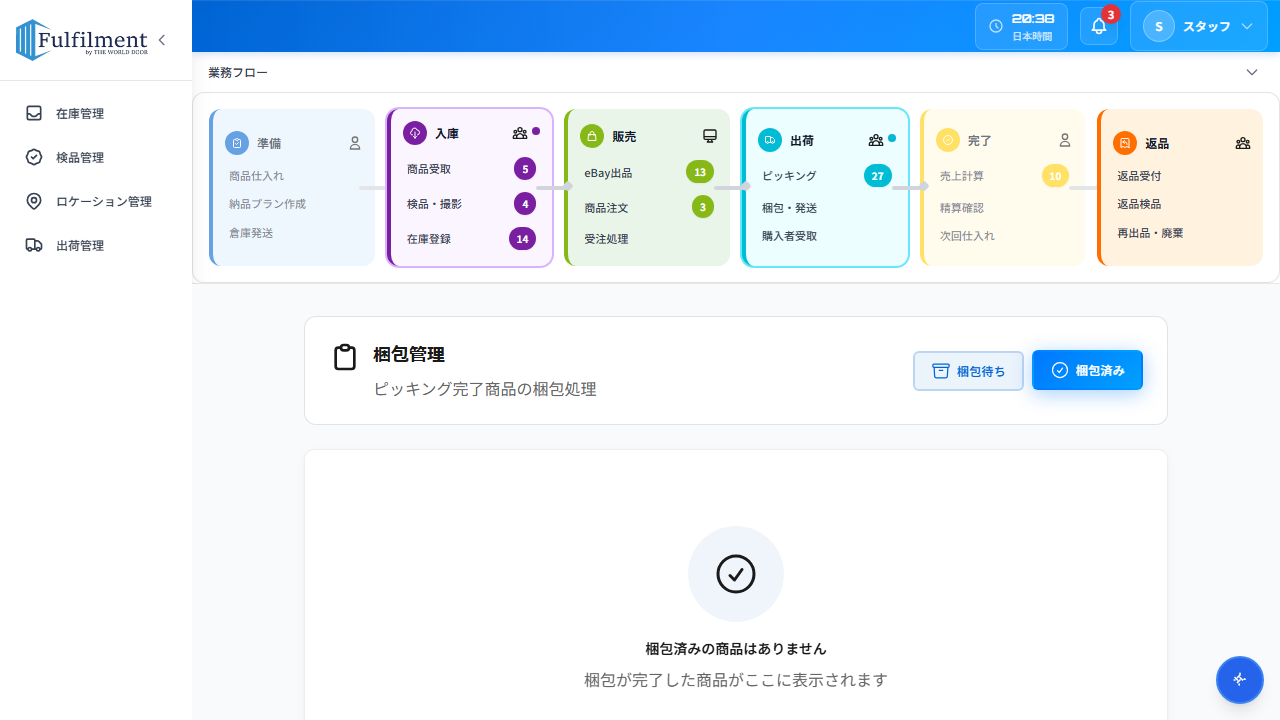 Fulfilment
by THE WORLD DOOR
20:38
日本時間
3
S
スタッフ
在庫管理
検品管理
ロケーション管理
出荷管理
業務フロー
準備
商品仕入れ
納品プラン作成
倉庫発送
入庫
商品受取
5
検品・撮影
4
在庫登録
14
販売
eBay出品
13
商品注文
3
受注処理
出荷
ピッキング
27
梱包・発送
購入者受取
完了
売上計算
10
精算確認
次回仕入れ
返品
返品受付
返品検品
再出品・廃棄
梱包管理
ピッキング完了商品の梱包処理
梱包待ち
梱包済み
梱包済みの商品はありません
梱包が完了した商品がここに表示されます